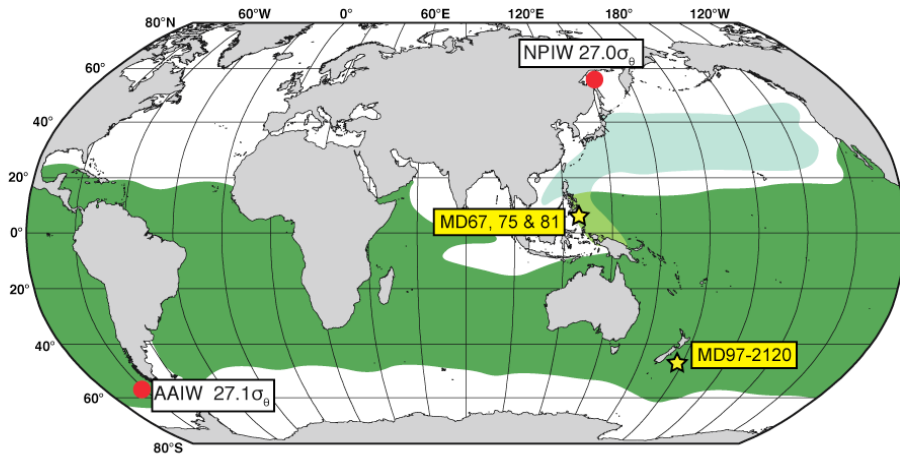 80°N
60°W
0°
60°E
120°E
180°
120°W
NPIW 27.0σθ
60°
40°
20°
MD67, 75 & 81
0°
20°
40°
MD97-2120
AAIW 27.1σθ
60°
80°S